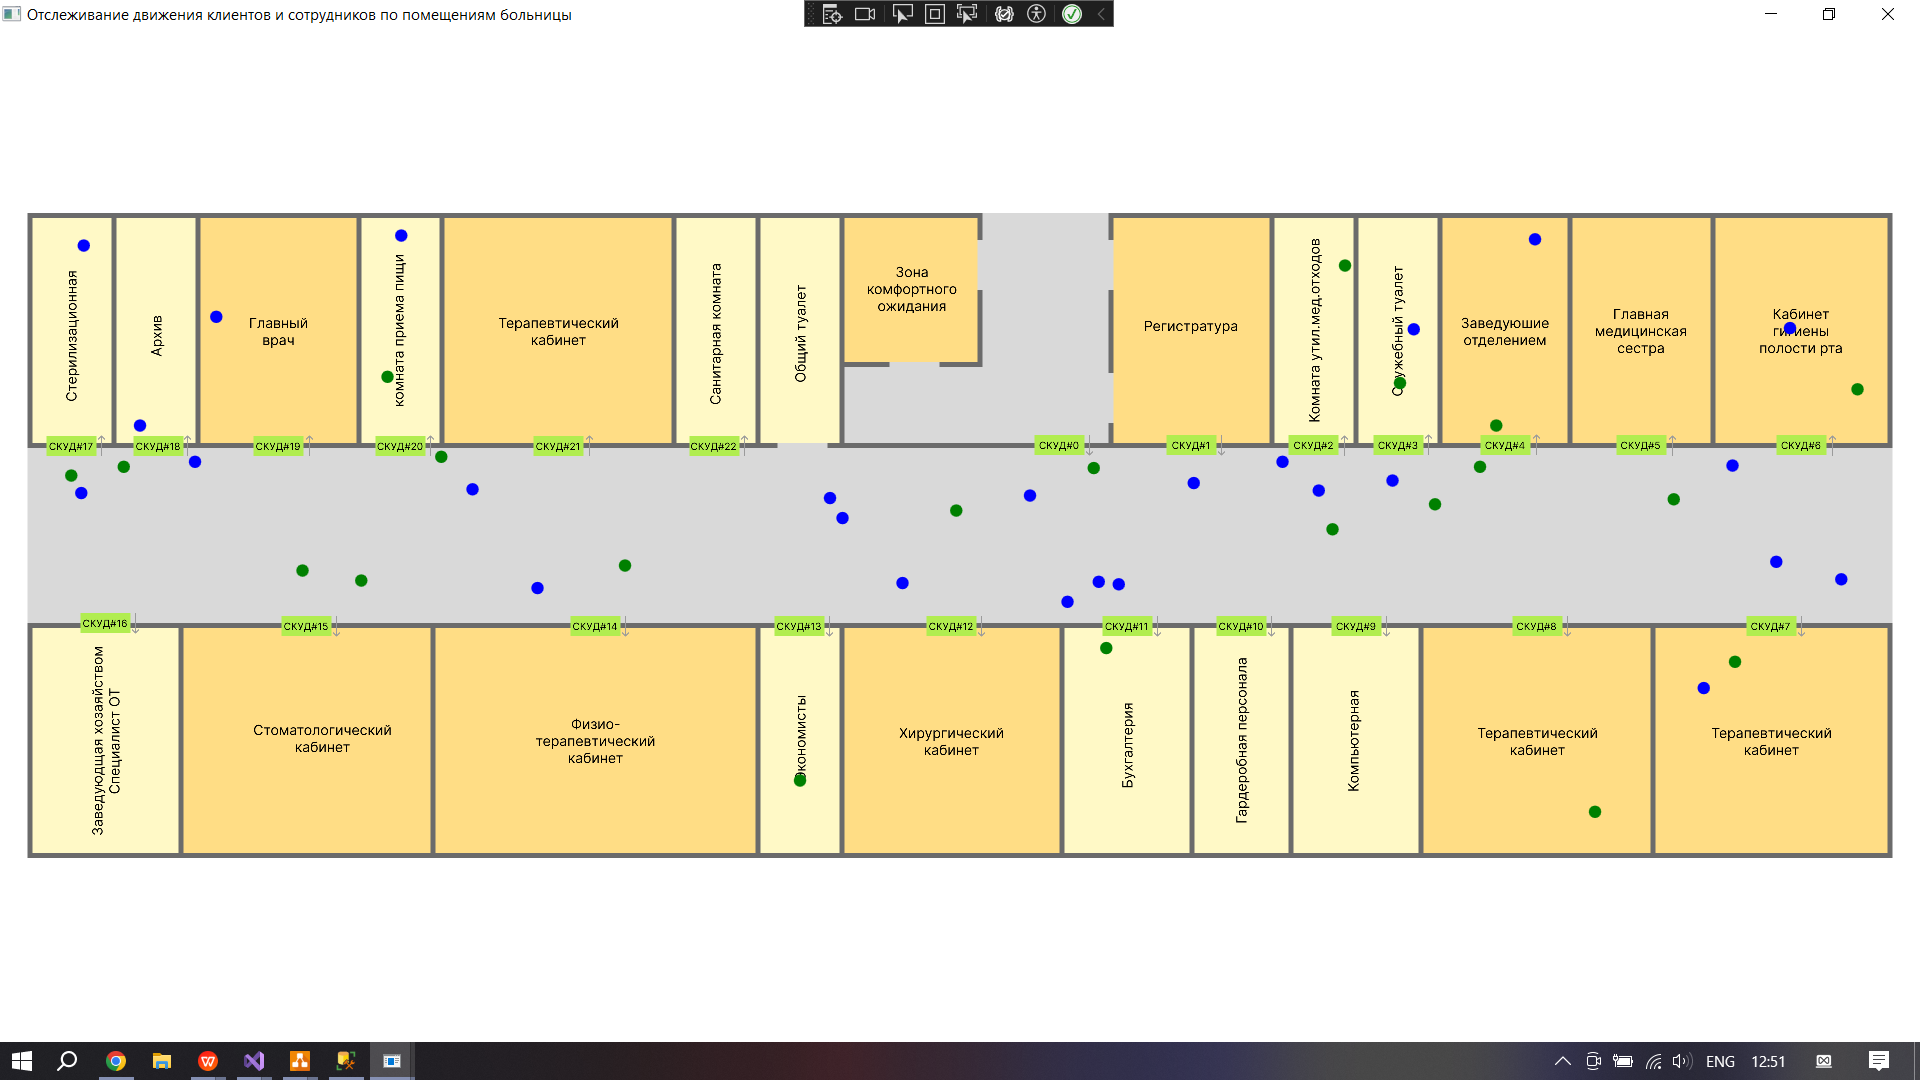 Отслеживание движения клиентов и сотрудников по помещениям больницы
Стерилизационная
Архив
Главный
врач
комната приема пищи
Терапевтический
кабинет
Санитарная комната
Общий туалет
Зона
комфортного
ожидания
Регистратура
Комната утил.мед.отходов
Служебный туалет
Заведуюшие
отделением
Главная
медицинская
сестра
Кабинет
гигиены
полости рта
СКУД#17
СКУД#18
СКУД#19
СКУД#20
СКУД#21
СКУД#22
СКУД#0
СКУД#1
СКУД#2
СКУД#3
СКУД#4
СКУД#5
СКУД#6
СКУД#16
СКУД#15
СКУД#14
СКУД#13
СКУД#12
СКУД#11
СКУД#10
СКУД#9
СКУД#8
СКУД#7
Заведующая хозяйством
Специалист ОТ
Стоматологический
кабинет
Физио-
терапевтический
кабинет
Экономисты
Хирургический
кабинет
Бухгалтерия
Гардеробная персонала
Компьютерная
Терапевтический
кабинет
Терапевтический
кабинет
ENG
12:51